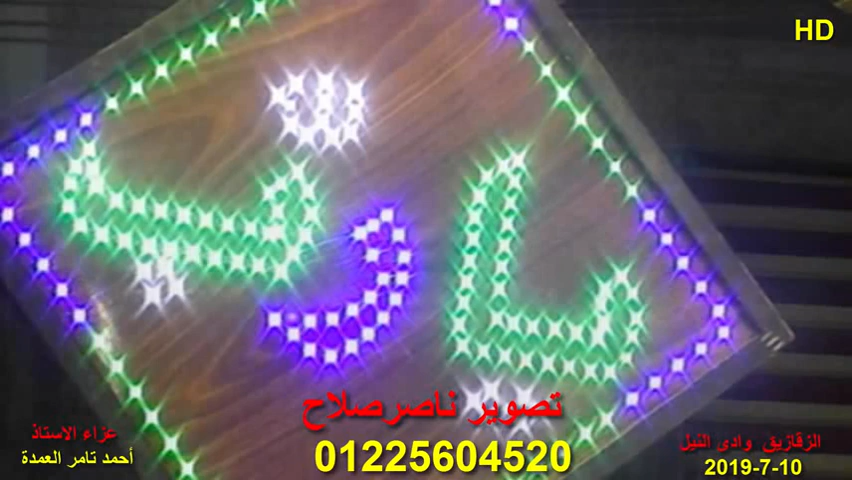 HD
تصوير ناصر صلاح
01225604520
عزاء الاستاذ
أحمد تامر العمدة
الزقازيق وادى النيل
2019-7-10